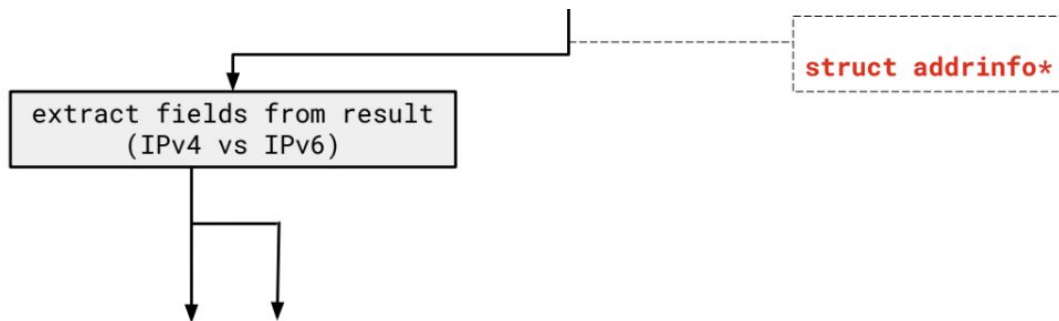 struct addrinfo*
extract fields from result
(IPv4 vs IPv6)